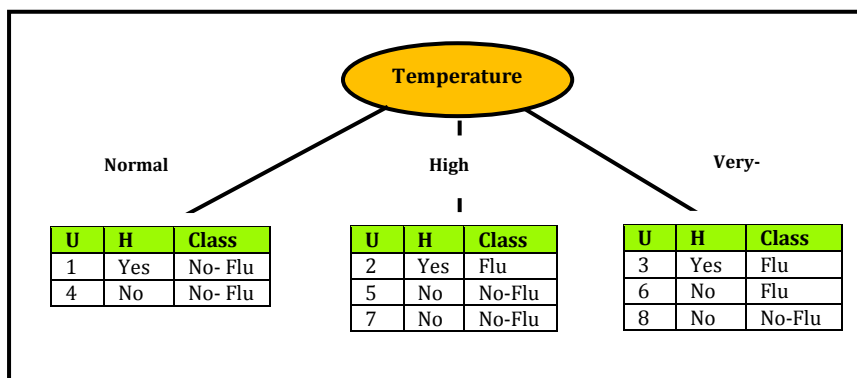 Temperature
Normal High Very-
U H Class
1 Yes No- Flu
4 No No- Flu
U H Class
2 Yes Flu
5 No No-Flu
7 No No-Flu
U H Class
3 Yes Flu
6 No Flu
8 No No-Flu